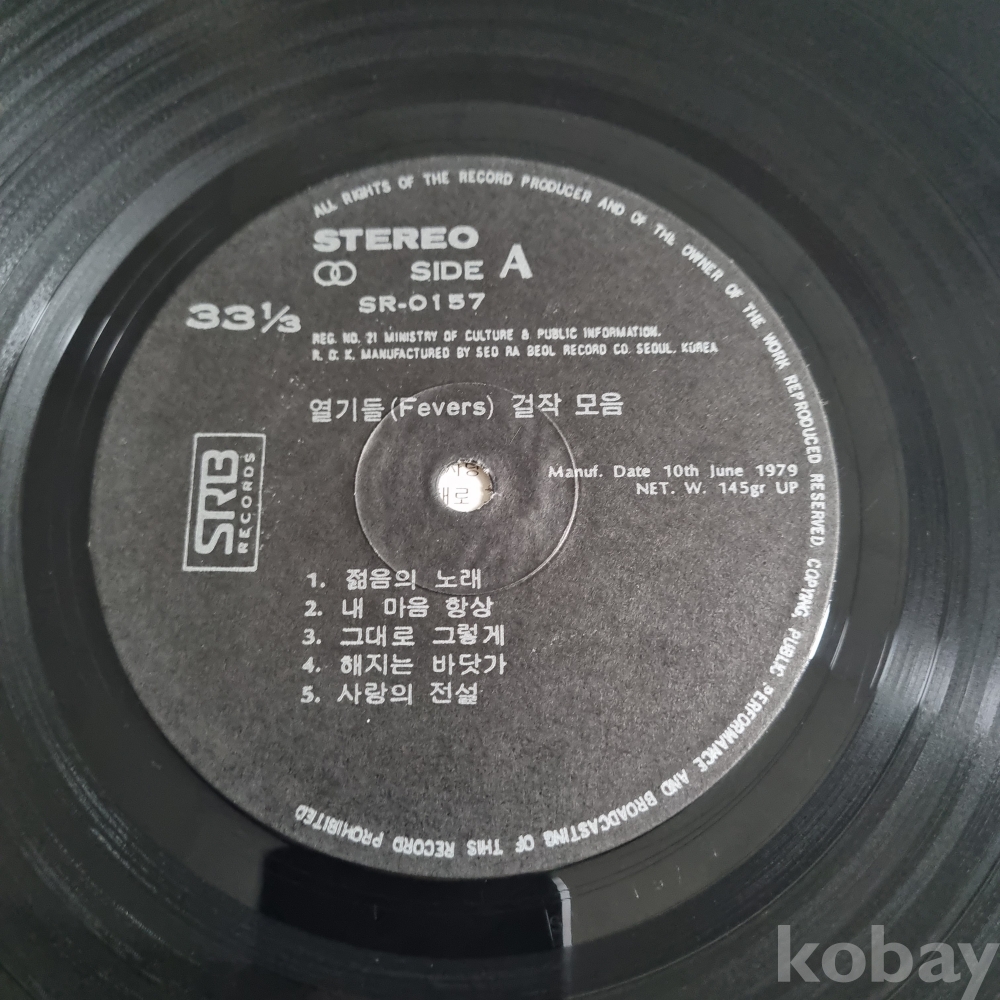 ALL RIGHTS OF THE RECORD PRODUCER AND OF THE OWNER OF THE WORK REPRODUCED RESERVED. COPYING, PUBLIC PERFORMANCE AND BROADCASTING OF THIS RECORD PROHIBITED
STEREO
SIDE A
SR-0157
33⅓
REG. NO. 21 MINISTRY OF CULTURE & PUBLIC INFORMATION.
R. O. K. MANUFACTURED BY SEO RA BEOL RECORD CO. SEOUL. KOREA
열기들(Fevers) 걸작 모음
SRB
RECORDS
Manuf. Date 10th June 1979
NET. W. 145gr UP
1. 젊음의 노래
2. 내 마음 항상
3. 그대로 그렇게
4. 해지는 바닷가
5. 사랑의 전설
kobay